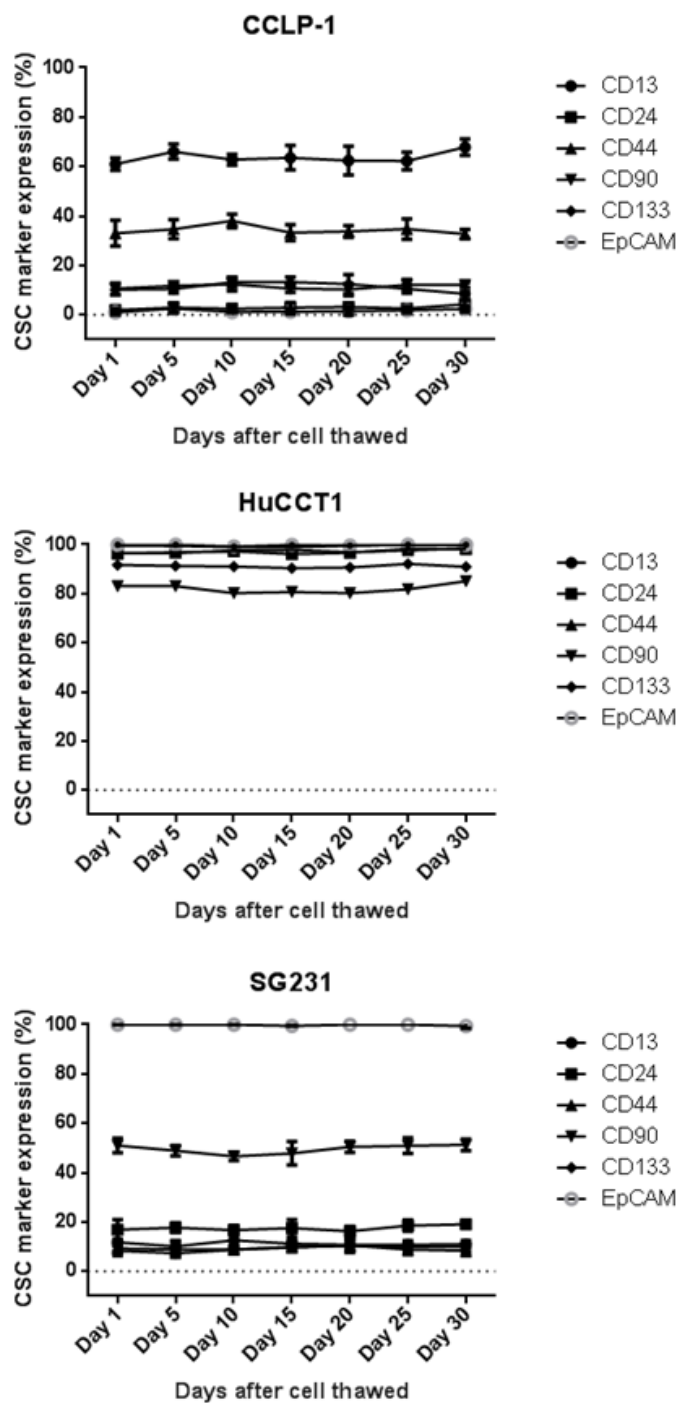 CCLP-1
CSC marker expression (%)
100
80
60
40
20
0
Day 1
Day 5
Day 10
Day 15
Day 20
Day 25
Day 30
Days after cell thawed
CD13
CD24
CD44
CD90
CD133
EpCAM
HuCCT1
CSC marker expression (%)
100
80
60
40
20
0
Day 1
Day 5
Day 10
Day 15
Day 20
Day 25
Day 30
Days after cell thawed
CD13
CD24
CD44
CD90
CD133
EpCAM
SG231
CSC marker expression (%)
100
80
60
40
20
0
Day 1
Day 5
Day 10
Day 15
Day 20
Day 25
Day 30
Days after cell thawed
CD13
CD24
CD44
CD90
CD133
EpCAM